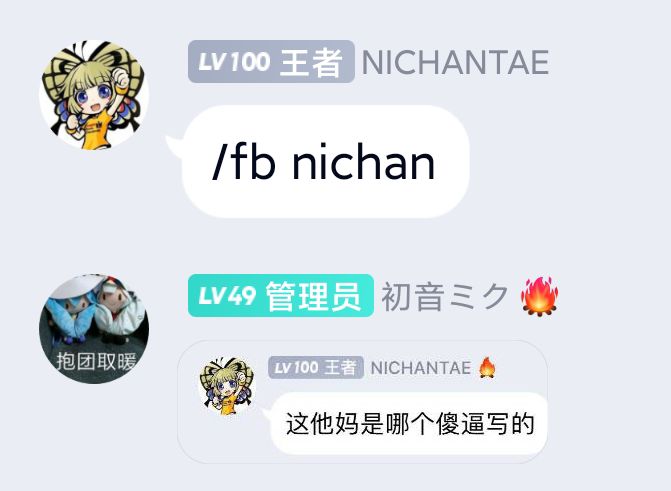 LV100 王者 NICHANTAE
/fb nichan
LV49 管理员 初音ミク
抱团取暖
LV100 王者 NICHANTAE
这他妈是哪个傻逼写的